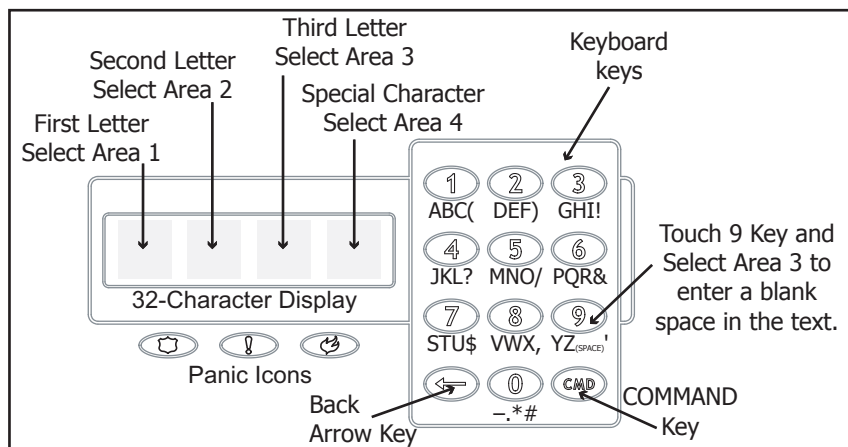 Third Letter
Select Area 3
Second Letter
Select Area 2
Special Character
Select Area 4
First Letter
Select Area 1
Keyboard
keys
1 2 3
ABC( DEF) GHI!
4 5 6
JKL? MNO/ PQR&
7 8 9
STU$ VWX, YZ(SPACE)'
0 CMD
–.*#
32-Character Display
Panic Icons
Touch 9 Key and
Select Area 3 to
enter a blank
space in the text.
Back
Arrow Key
COMMAND
Key